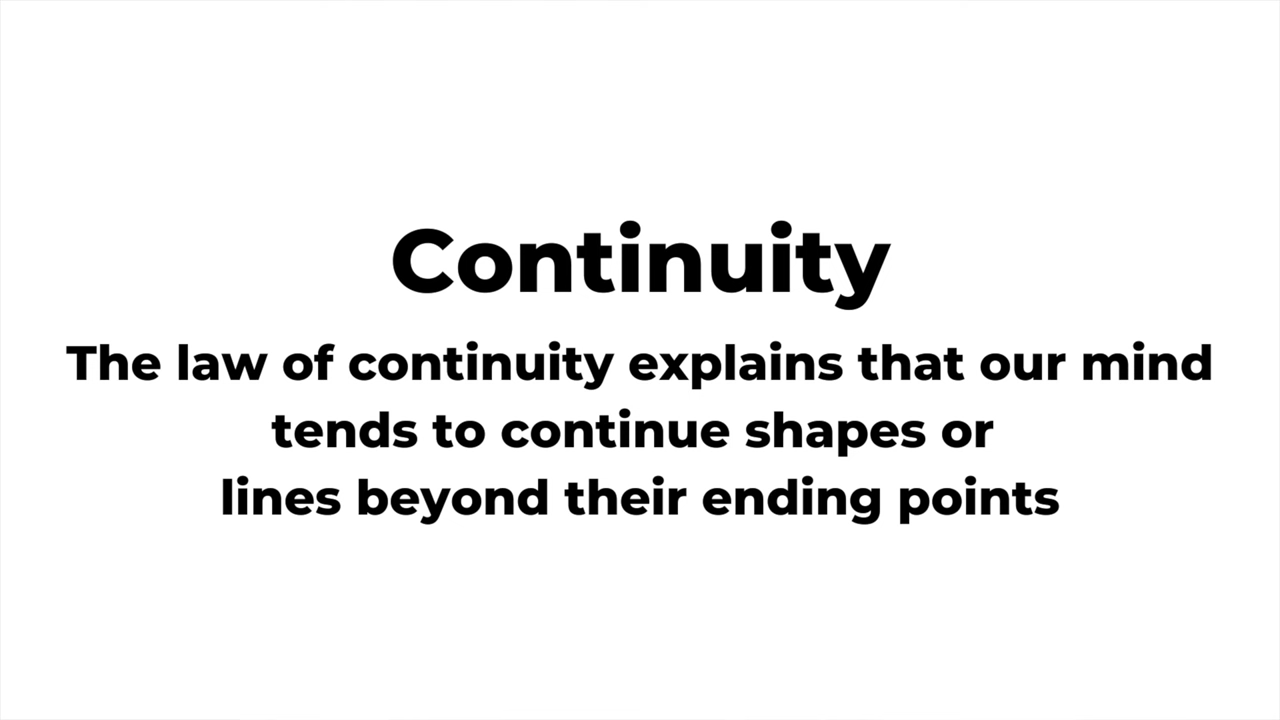 Continuity
The law of continuity explains that our mind
tends to continue shapes or
lines beyond their ending points